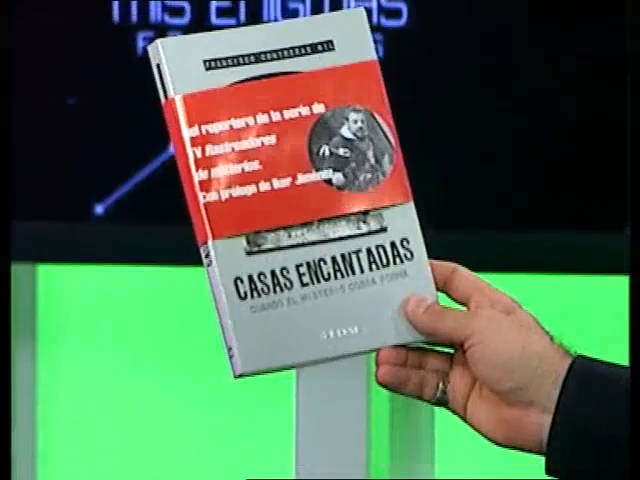 MIS ENIGMAS
FRANCISCO CONTRERAS GIL
del reportero de la serie de
TV Rastreadores
de misterios.
Con prólogo de Iker Jiménez
CASAS ENCANTADAS
CUANDO EL MISTERIO COBRA FORMA
EDAF